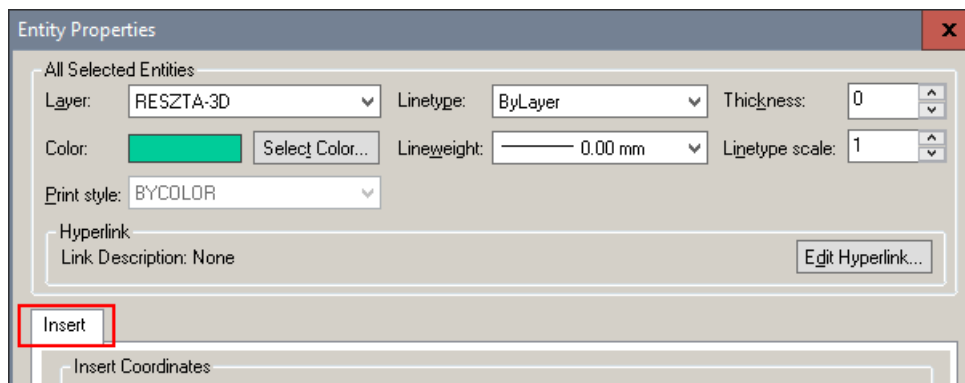 Entity Properties
x
All Selected Entities
Layer: RESZTA-3D Linetype: ByLayer Thickness: 0
Color: Select Color... Lineweight: 0.00 mm Linetype scale: 1
Print style: BYCOLOR
Hyperlink
Link Description: None Edit Hyperlink...
Insert
Insert Coordinates